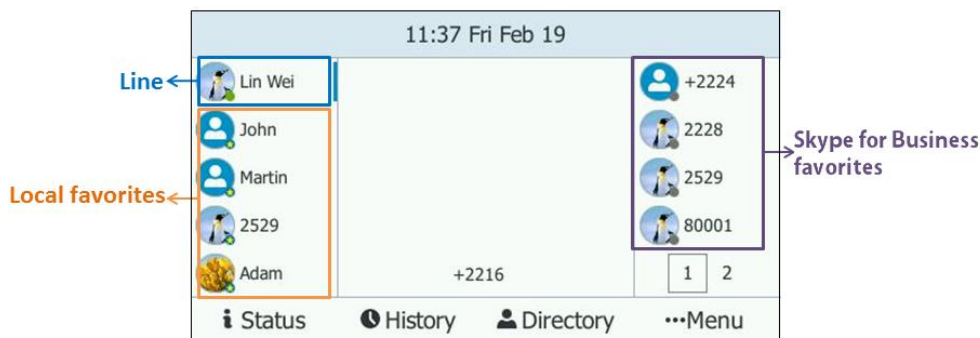 11:37 Fri Feb 19
Line
Lin Wei
John
Martin
2529
Adam
Local favorites
+2216
+2224
2228
2529
80001
Skype for Business
favorites
1 2
Status History Directory Menu